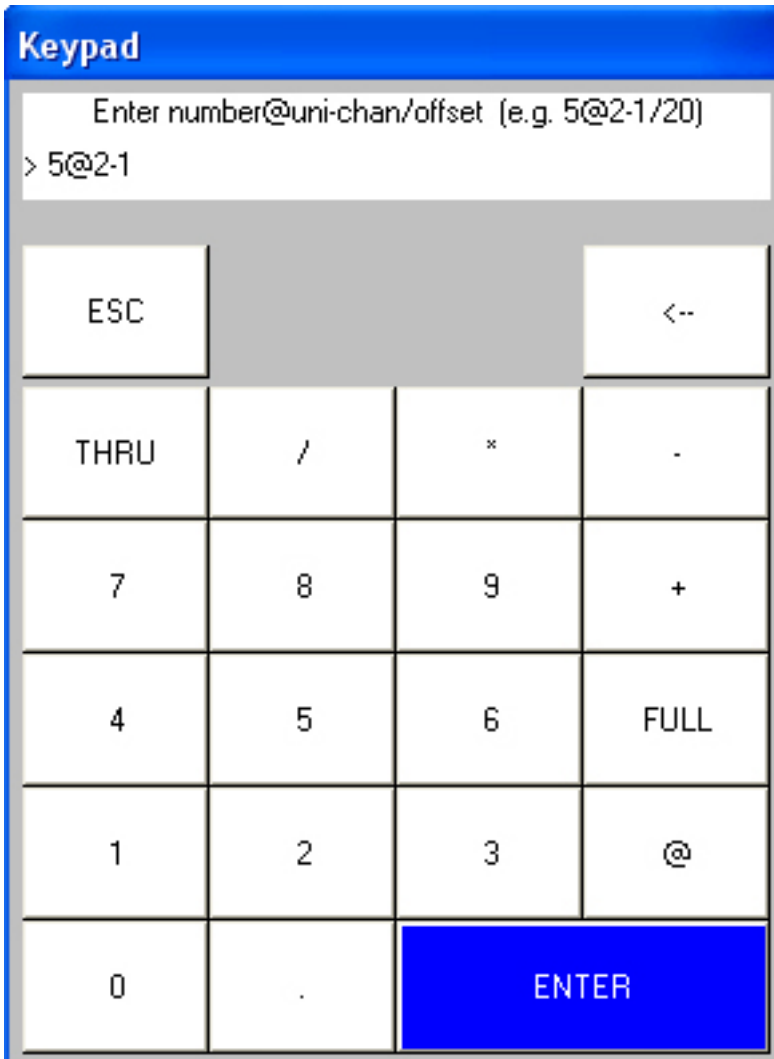 Keypad
Enter number@uni-chan/offset (e.g. 5@2-1/20)
> 5@2-1
ESC <--
THRU / * -
7 8 9 +
4 5 6 FULL
1 2 3 @
0 . ENTER